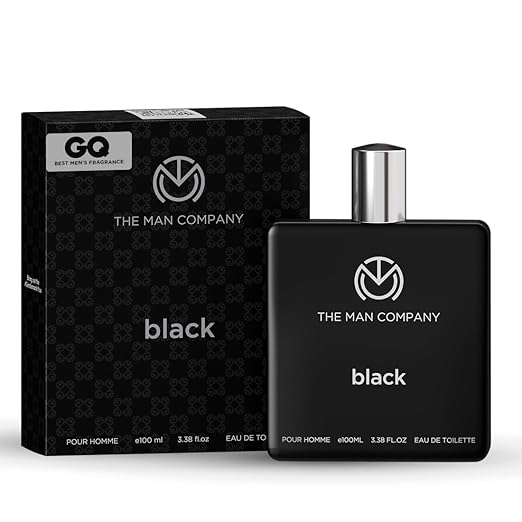 GQ
BEST MEN'S FRAGRANCE
THE MAN COMPANY
black
POUR HOMME e100 ml 3.38 fl.oz EAU DE TO
THE MAN COMPANY
black
POUR HOMME e100ML 3.38 FL.OZ EAU DE TOILETTE